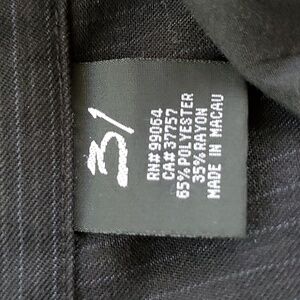 31
RN# 99064
CA# 37757
65% POLYESTER
35% RAYON
MADE IN MACAU